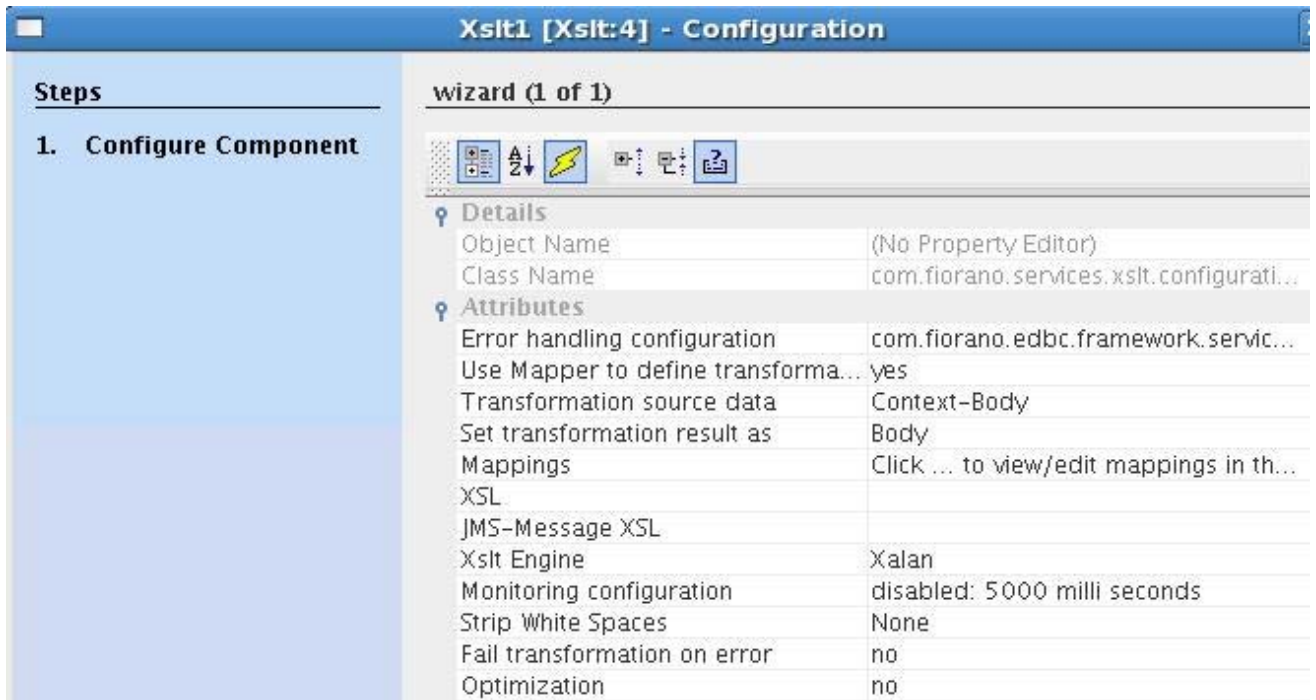 Xslt1 [Xslt:4] - Configuration
Steps
1. Configure Component
wizard (1 of 1)
Details
Object Name (No Property Editor)
Class Name com.fiorano.services.xslt.configurati...
Attributes
Error handling configuration com.fiorano.edbc.framework.servic...
Use Mapper to define transforma... yes
Transformation source data Context-Body
Set transformation result as Body
Mappings Click ... to view/edit mappings in th...
XSL
JMS-Message XSL
Xslt Engine Xalan
Monitoring configuration disabled: 5000 milli seconds
Strip White Spaces None
Fail transformation on error no
Optimization no